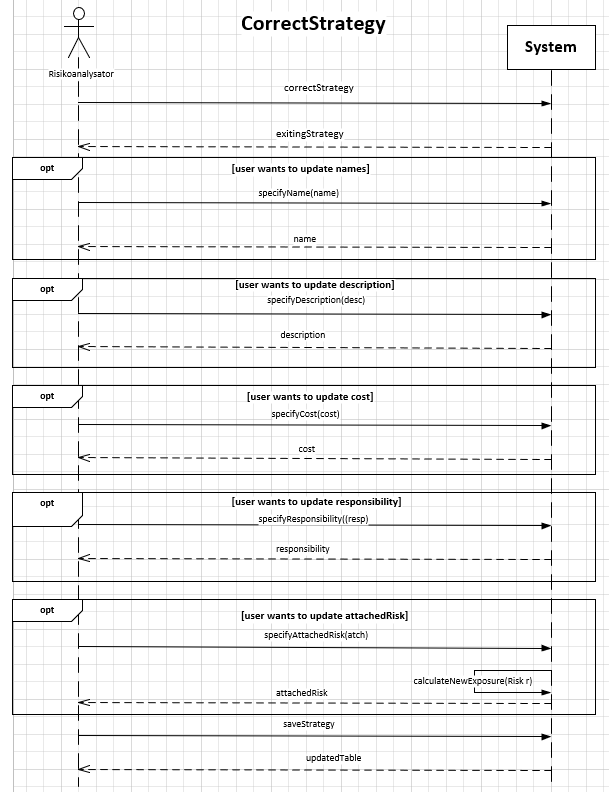 CorrectStrategy
System
Risikoanalysator
correctStrategy
exitingStrategy
opt
[user wants to update names]
specifyName(name)
name
opt
[user wants to update description]
specifyDescription(desc)
description
opt
[user wants to update cost]
specifyCost(cost)
cost
opt
[user wants to update responsibility]
specifyResponsibility((resp)
responsibility
opt
[user wants to update attachedRisk]
specifyAttachedRisk(atch)
calculateNewExposure(Risk r)
attachedRisk
saveStrategy
updatedTable